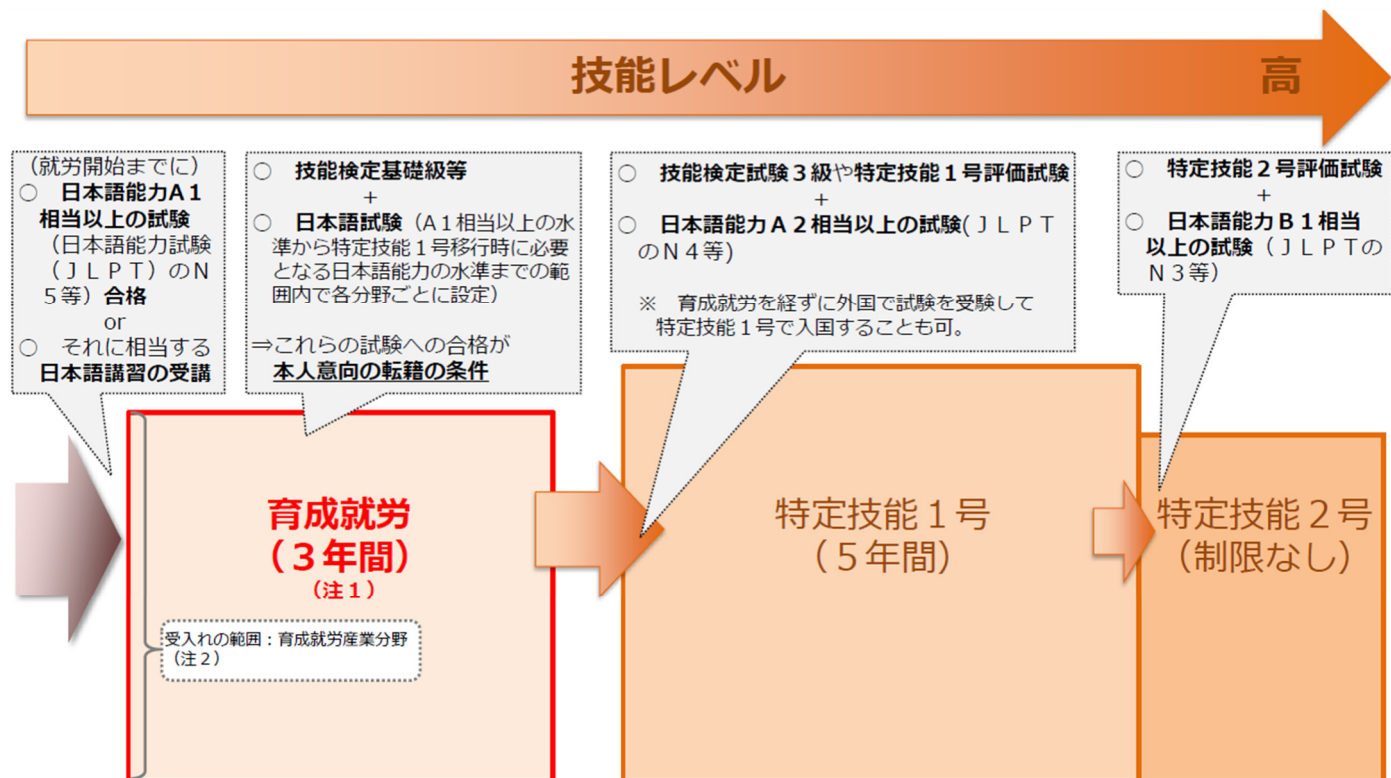 技能レベル
高
（就労開始までに）
○　日本語能力Ａ１
相当以上の試験
（日本語能力試験
（ＪＬＰＴ）のＮ
５等）合格
or
○　それに相当する
日本語講習の受講
○　技能検定基礎級等
+
○　日本語試験（Ａ１相当以上の水
準から特定技能１号移行時に必要
となる日本語能力の水準までの範
囲内で各分野ごとに設定）
⇒これらの試験への合格が
本人意向の転籍の条件
○　技能検定試験３級や特定技能１号評価試験
+
○　日本語能力Ａ２相当以上の試験(ＪＬＰＴ
のＮ４等)
※　育成就労を経ずに外国で試験を受験して
特定技能１号で入国することも可。
○　特定技能２号評価試験
+
○　日本語能力Ｂ１相当
以上の試験（ＪＬＰＴの
Ｎ３等）
育成就労
（３年間）
（注１）
受入れの範囲：育成就労産業分野
（注２）
特定技能１号
（５年間）
特定技能２号
（制限なし）